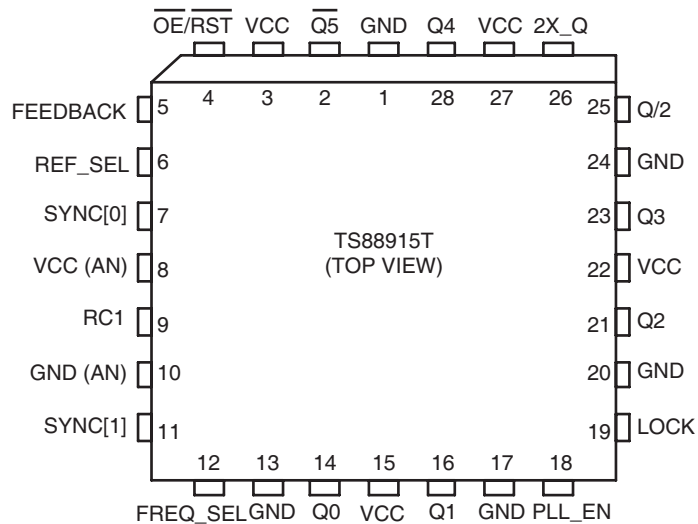 O̅E̅/R̅S̅T̅ VCC Q̅5̅ GND Q4 VCC 2X_Q
4 3 2 1 28 27 26
FEEDBACK 5 25 Q/2
REF_SEL 6 24 GND
SYNC[0] 7 23 Q3
TS88915T
(TOP VIEW)
VCC (AN) 8 22 VCC
RC1 9 21 Q2
GND (AN) 10 20 GND
SYNC[1] 11 19 LOCK
12 13 14 15 16 17 18
FREQ_SEL GND Q0 VCC Q1 GND PLL_EN